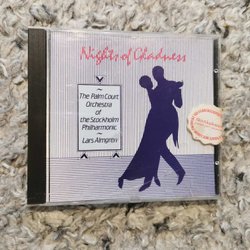 Nights of Gladness
~
The Palm Court
Orchestra
of
the Stockholm
Philharmonic
~
Lars Almgren